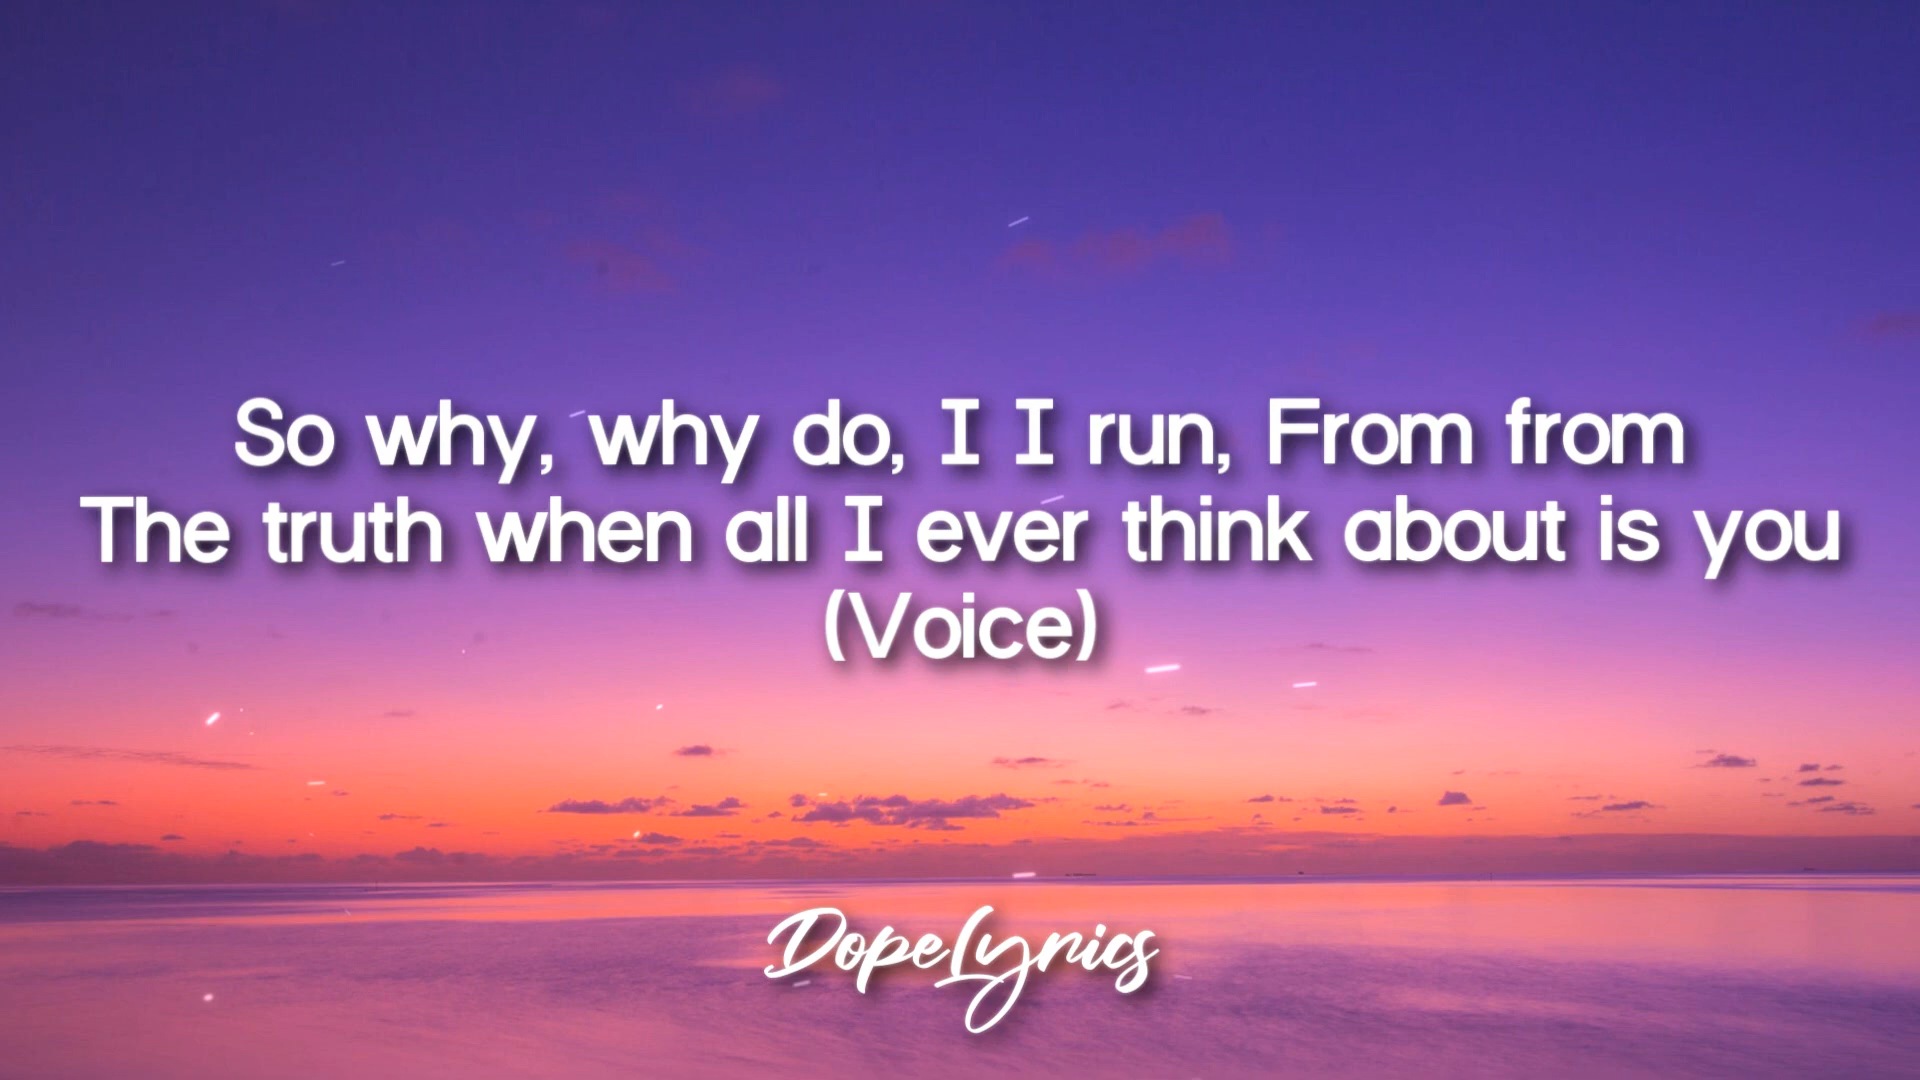 So why, why do, I I run, From from
The truth when all I ever think about is you
(Voice)
DopeLyrics